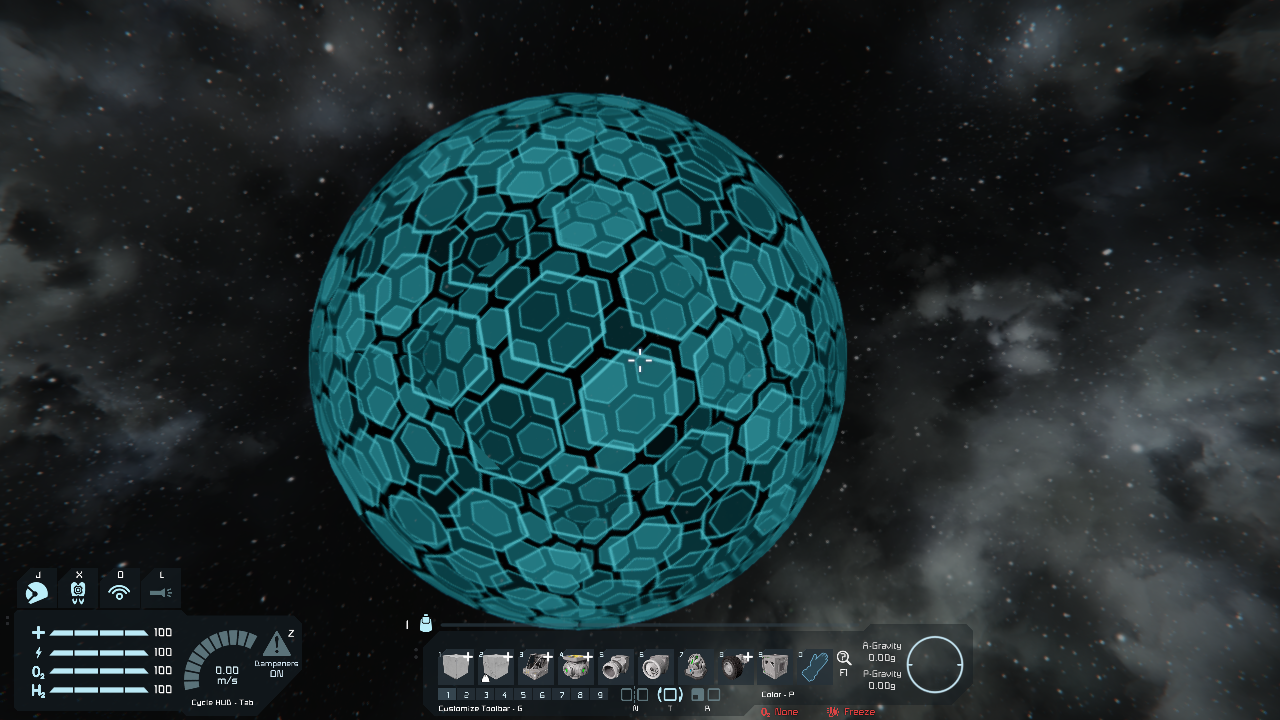 J X O L
100
100
O₂ 100
H₂ 100
0.00
m/s
Z
Dampeners
ON
Cycle HUD - Tab
1 2 3 4 5 6 7 8 9
F1
1 2 3 4 5 6 7 8 9
N T R
Color - P
Customize Toolbar - G
A-Gravity
0.00g
P-Gravity
0.00g
O₂ None
Freeze